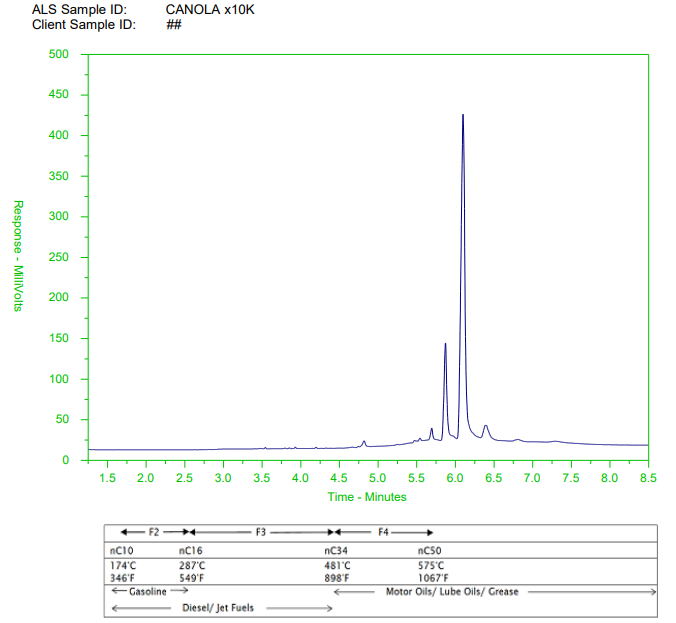 ALS Sample ID: CANOLA x10K
Client Sample ID: ##
500
450
400
350
300
250
200
150
100
50
0
Response - MilliVolts
1.5 2.0 2.5 3.0 3.5 4.0 4.5 5.0 5.5 6.0 6.5 7.0 7.5 8.0 8.5
Time - Minutes
F2 F3 F4
nC10 nC16 nC34 nC50
174˚C 287˚C 481˚C 575˚C
346˚F 549˚F 898˚F 1067˚F
Gasoline Motor Oils/ Lube Oils/ Grease
Diesel/ Jet Fuels